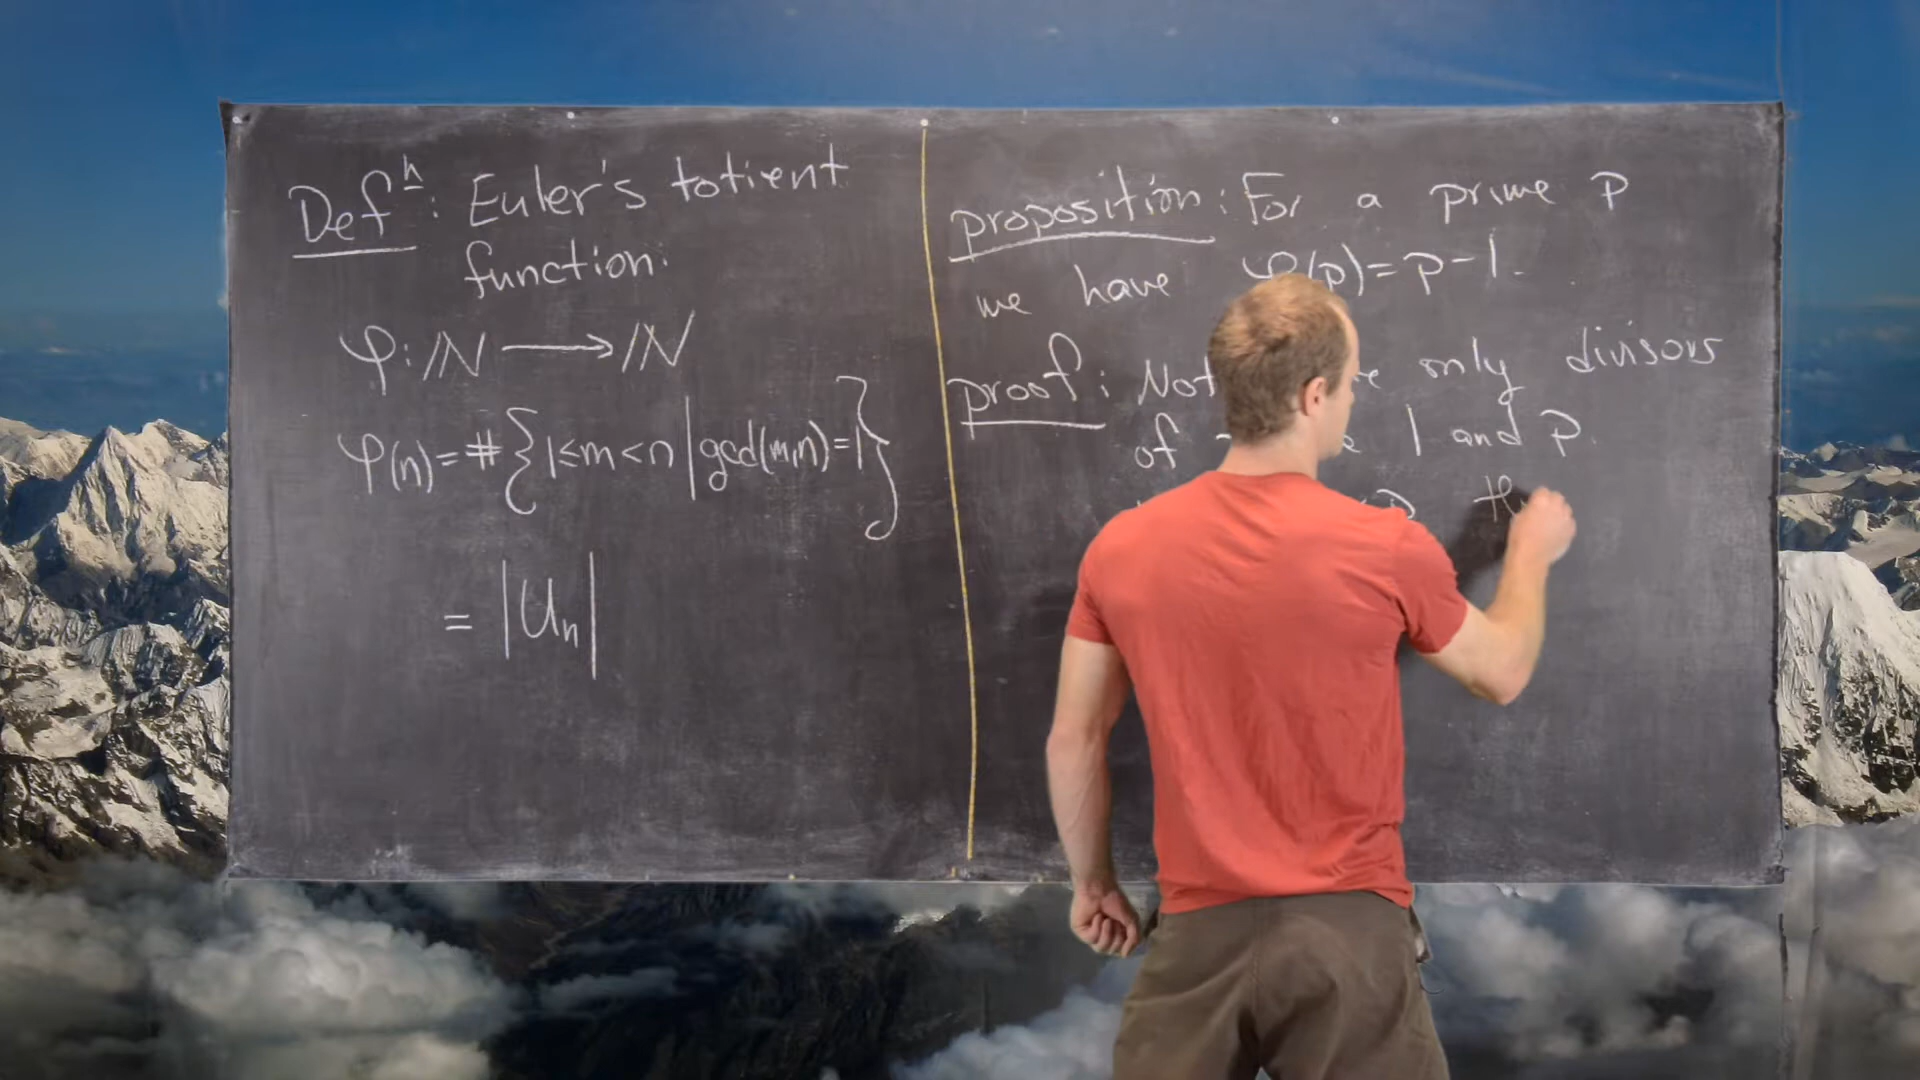 Defⁿ: Euler's totient
function:
φ: ℕ ⟶ ℕ
φ(n) = # { 1 ≤ m < n | gcd(m,n) = 1 }
= |Uₙ|
proposition: For a prime p
we have φ(p) = p-1.
proof: only divisors
of 1 and p.